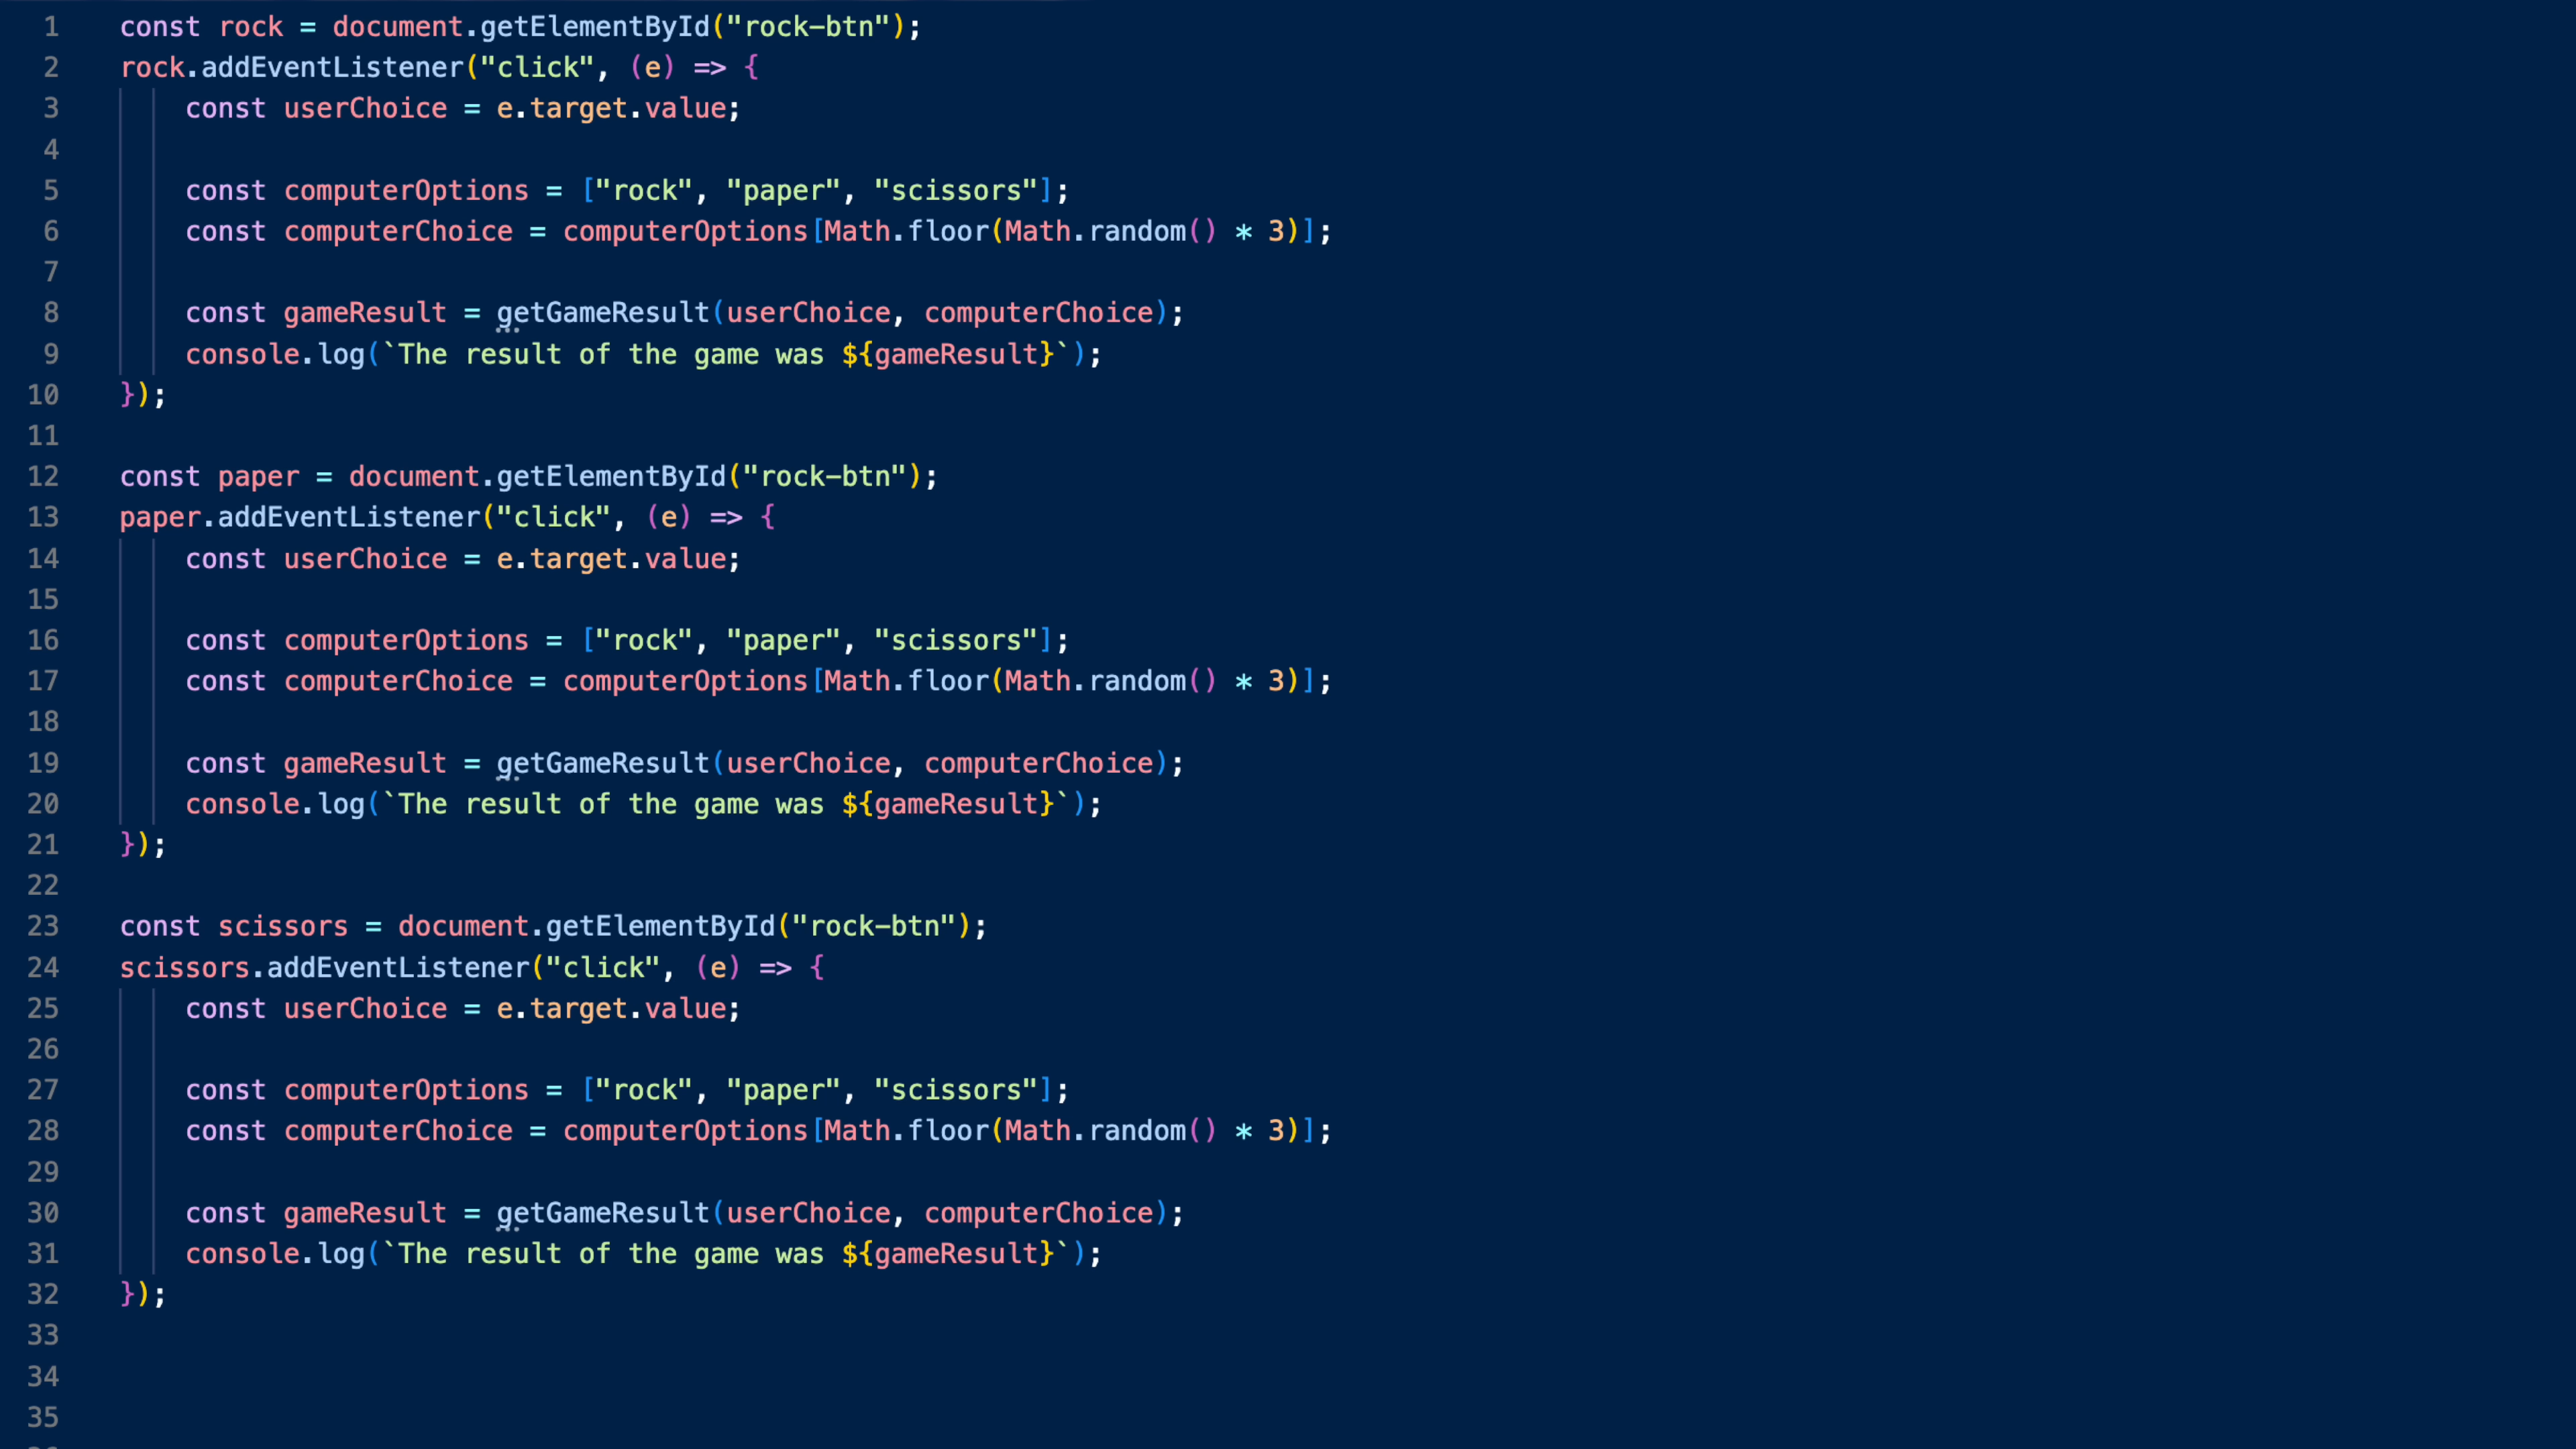 1 const rock = document.getElementById("rock-btn");
2 rock.addEventListener("click", (e) => {
3 const userChoice = e.target.value;
4
5 const computerOptions = ["rock", "paper", "scissors"];
6 const computerChoice = computerOptions[Math.floor(Math.random() * 3)];
7
8 const gameResult = getGameResult(userChoice, computerChoice);
9 console.log(`The result of the game was ${gameResult}`);
10 });
11
12 const paper = document.getElementById("rock-btn");
13 paper.addEventListener("click", (e) => {
14 const userChoice = e.target.value;
15
16 const computerOptions = ["rock", "paper", "scissors"];
17 const computerChoice = computerOptions[Math.floor(Math.random() * 3)];
18
19 const gameResult = getGameResult(userChoice, computerChoice);
20 console.log(`The result of the game was ${gameResult}`);
21 });
22
23 const scissors = document.getElementById("rock-btn");
24 scissors.addEventListener("click", (e) => {
25 const userChoice = e.target.value;
26
27 const computerOptions = ["rock", "paper", "scissors"];
28 const computerChoice = computerOptions[Math.floor(Math.random() * 3)];
29
30 const gameResult = getGameResult(userChoice, computerChoice);
31 console.log(`The result of the game was ${gameResult}`);
32 });
33
34
35